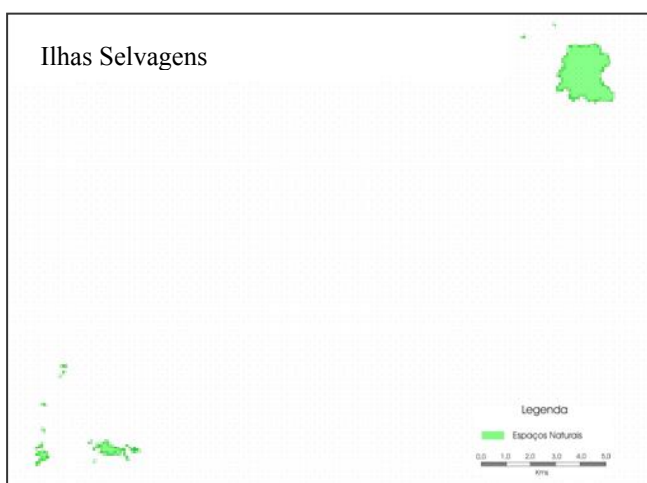 Ilhas Selvagens
Legenda
Espaços Naturais
0,0 1,0 2,0 3,0 4,0 5,0
Kms